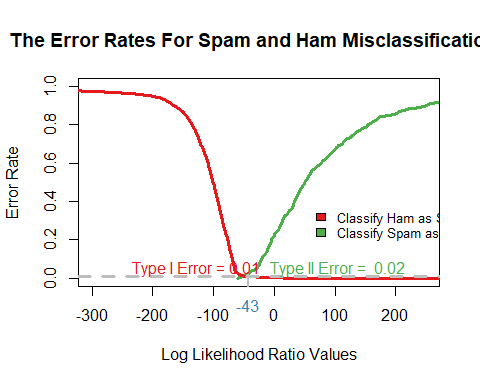 The Error Rates For Spam and Ham Misclassificatio
Error Rate
1.0
0.8
0.6
0.4
0.2
0.0
Classify Ham as S
Classify Spam as
Type I Error = 0.01
Type II Error = 0.02
-43
-300
-200
-100
0
100
200
Log Likelihood Ratio Values